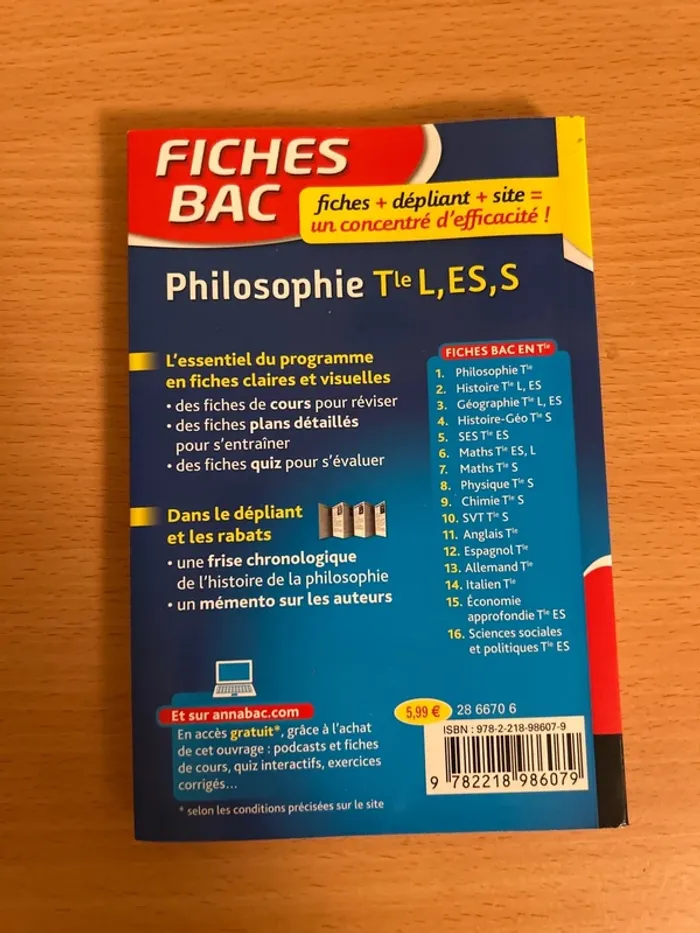 FICHES
BAC
fiches + dépliant + site =
un concentré d'efficacité !
Philosophie Tle L, ES, S
L'essentiel du programme
en fiches claires et visuelles
• des fiches de cours pour réviser
• des fiches plans détaillés
pour s'entraîner
• des fiches quiz pour s'évaluer
Dans le dépliant
et les rabats
• une frise chronologique
de l'histoire de la philosophie
• un mémento sur les auteurs
FICHES BAC EN Tle
1. Philosophie Tle
2. Histoire Tle L, ES
3. Géographie Tle L, ES
4. Histoire-Géo Tle S
5. SES Tle ES
6. Maths Tle ES, L
7. Maths Tle S
8. Physique Tle S
9. Chimie Tle S
10. SVT Tle S
11. Anglais Tle
12. Espagnol Tle
13. Allemand Tle
14. Italien Tle
15. Économie
approfondie Tle ES
16. Sciences sociales
et politiques Tle ES
Et sur annabac.com
En accès gratuit*, grâce à l'achat
de cet ouvrage : podcasts et fiches
de cours, quiz interactifs, exercices
corrigés...
* selon les conditions précisées sur le site
5,99 € 28 6670 6
ISBN : 978-2-218-98607-9
9 782218 986079